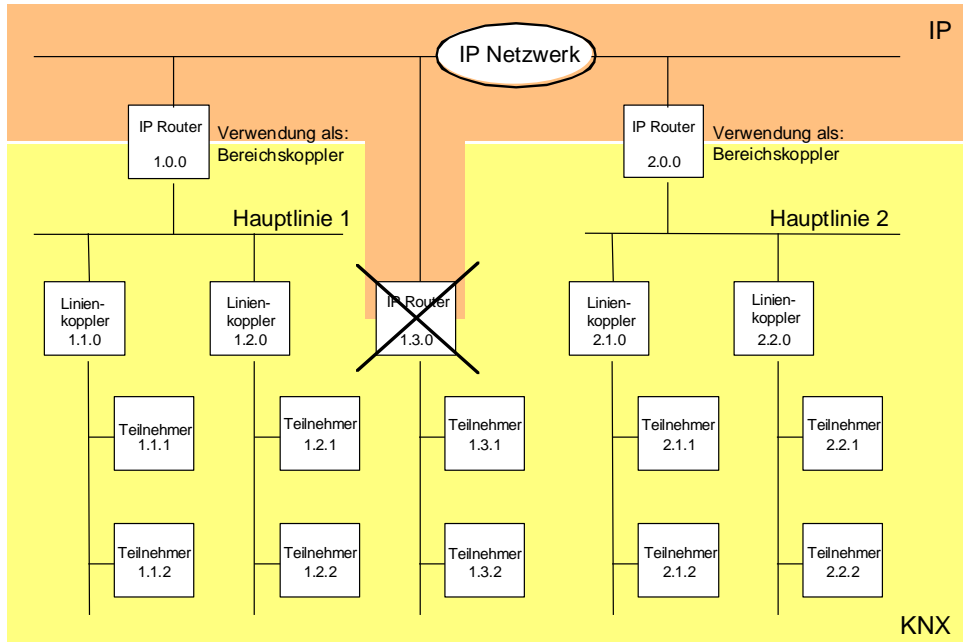 IP
IP Netzwerk
IP Router
1.0.0
Verwendung als:
Bereichskoppler
IP Router
2.0.0
Verwendung als:
Bereichskoppler
Hauptlinie 1
Hauptlinie 2
Linien-
koppler
1.1.0
Linien-
koppler
1.2.0
IP Router
1.3.0
Linien-
koppler
2.1.0
Linien-
koppler
2.2.0
Teilnehmer
1.1.1
Teilnehmer
1.2.1
Teilnehmer
1.3.1
Teilnehmer
2.1.1
Teilnehmer
2.2.1
Teilnehmer
1.1.2
Teilnehmer
1.2.2
Teilnehmer
1.3.2
Teilnehmer
2.1.2
Teilnehmer
2.2.2
KNX